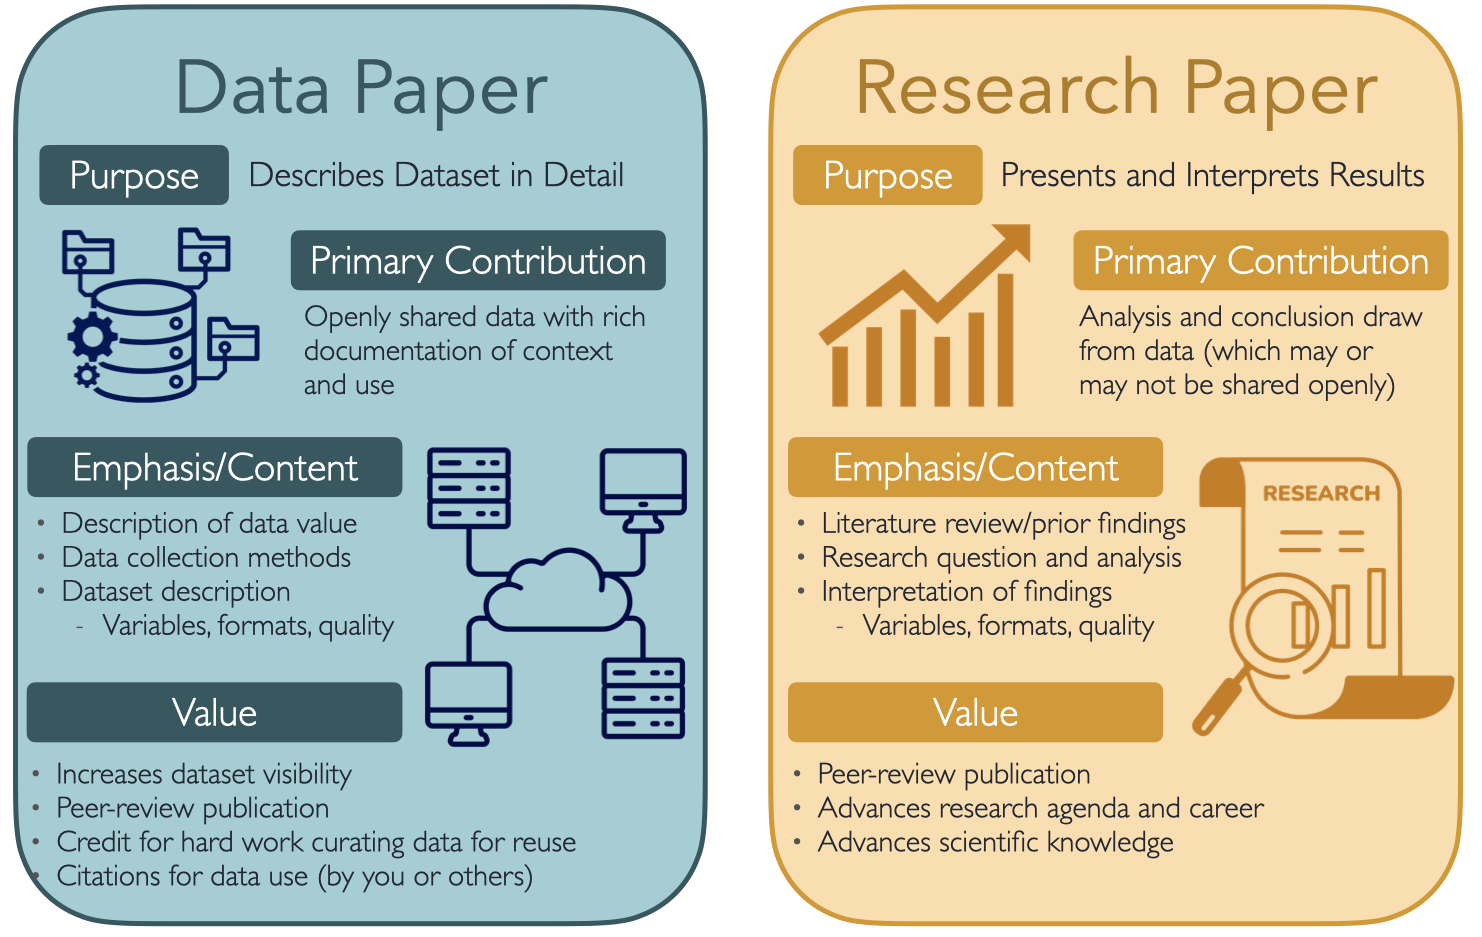 Data Paper
Purpose
Describes Dataset in Detail
Primary Contribution
Openly shared data with rich
documentation of context
and use
Emphasis/Content
• Description of data value
• Data collection methods
• Dataset description
- Variables, formats, quality
Value
• Increases dataset visibility
• Peer-review publication
• Credit for hard work curating data for reuse
• Citations for data use (by you or others)
Research Paper
Purpose
Presents and Interprets Results
Primary Contribution
Analysis and conclusion draw
from data (which may or
may not be shared openly)
Emphasis/Content
• Literature review/prior findings
• Research question and analysis
• Interpretation of findings
- Variables, formats, quality
RESEARCH
Value
• Peer-review publication
• Advances research agenda and career
• Advances scientific knowledge